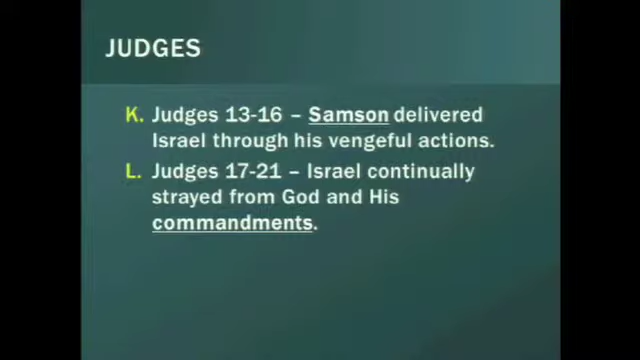 JUDGES
K. Judges 13-16 – Samson delivered
Israel through his vengeful actions.
L. Judges 17-21 – Israel continually
strayed from God and His
commandments.